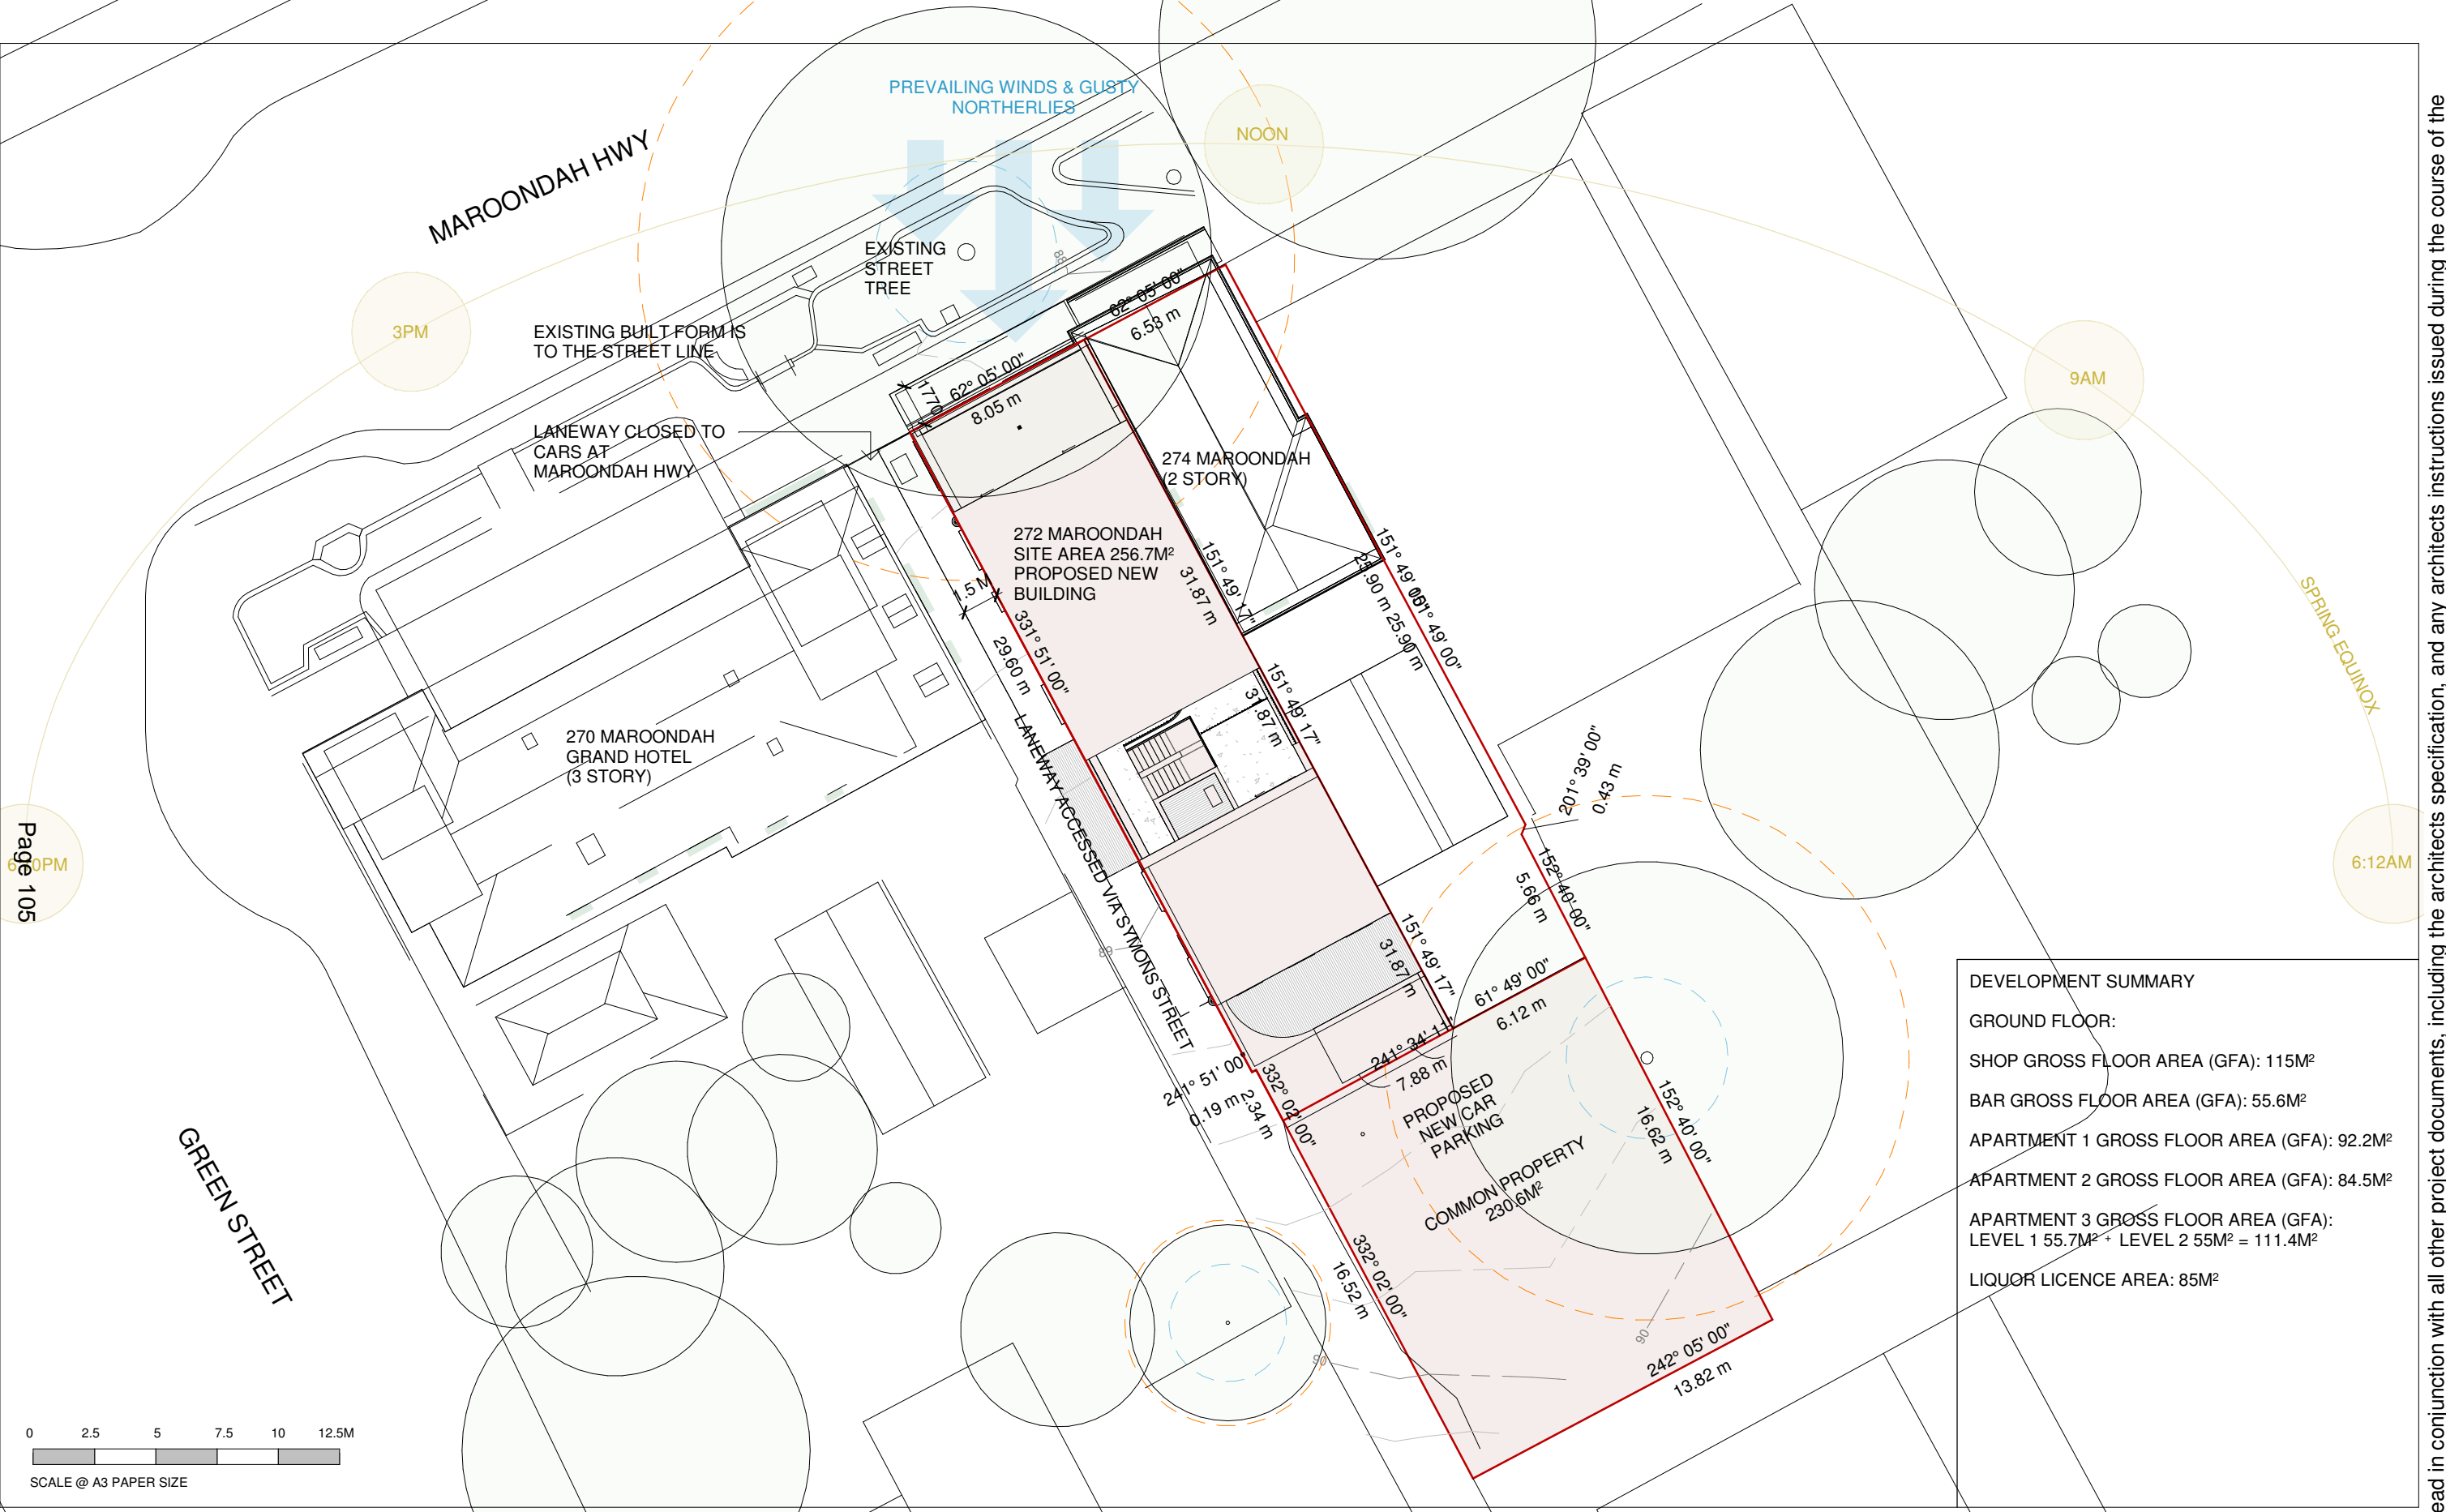 PREVAILING WINDS & GUSTY
NORTHERLIES
NOON
MAROONDAH HWY
EXISTING
STREET
TREE
88
62° 05' 00"
6.53 m
3PM
EXISTING BUILT FORM IS
TO THE STREET LINE
9AM
1770
62° 05' 00"
8.05 m
LANEWAY CLOSED TO
CARS AT
MAROONDAH HWY
274 MAROONDAH
(2 STORY)
272 MAROONDAH
SITE AREA 256.7M²
PROPOSED NEW
BUILDING
1.5 M
151° 49' 17"
31.87 m
151° 49' 00"
25.90 m
151° 49' 00"
25.90 m
SPRING EQUINOX
331° 51' 00"
29.60 m
151° 49' 17"
31.87 m
270 MAROONDAH
GRAND HOTEL
(3 STORY)
LANEWAY ACCESSED VIA SYMONS STREET
201° 39' 00"
0.43 m
Page 105
6:12AM
152° 40' 00"
5.66 m
89
151° 49' 17"
31.87 m
61° 49' 00"
6.12 m
241° 34' 11"
7.88 m
241° 51' 00"
0.19 m
332° 02' 00"
2.34 m
PROPOSED
NEW CAR
PARKING
COMMON PROPERTY
230.6M²
152° 40' 00"
16.62 m
GREEN STREET
332° 02' 00"
16.52 m
90
90
242° 05' 00"
13.82 m
DEVELOPMENT SUMMARY
GROUND FLOOR:
SHOP GROSS FLOOR AREA (GFA): 115M²
BAR GROSS FLOOR AREA (GFA): 55.6M²
APARTMENT 1 GROSS FLOOR AREA (GFA): 92.2M²
APARTMENT 2 GROSS FLOOR AREA (GFA): 84.5M²
APARTMENT 3 GROSS FLOOR AREA (GFA):
LEVEL 1 55.7M² + LEVEL 2 55M² = 111.4M²
LIQUOR LICENCE AREA: 85M²
0 2.5 5 7.5 10 12.5M
SCALE @ A3 PAPER SIZE
ead in conjunction with all other project documents, including the architects specification, and any architects instructions issued during the course of the